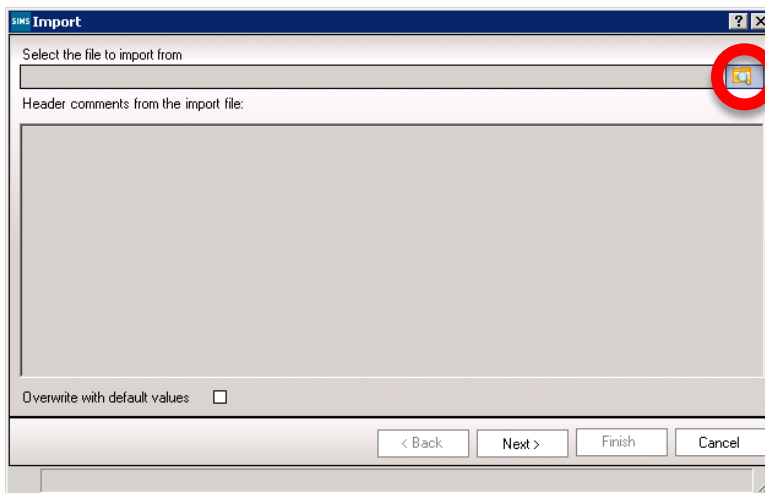 SIMS Import ? X
Select the file to import from
Header comments from the import file:
Overwrite with default values
< Back Next > Finish Cancel